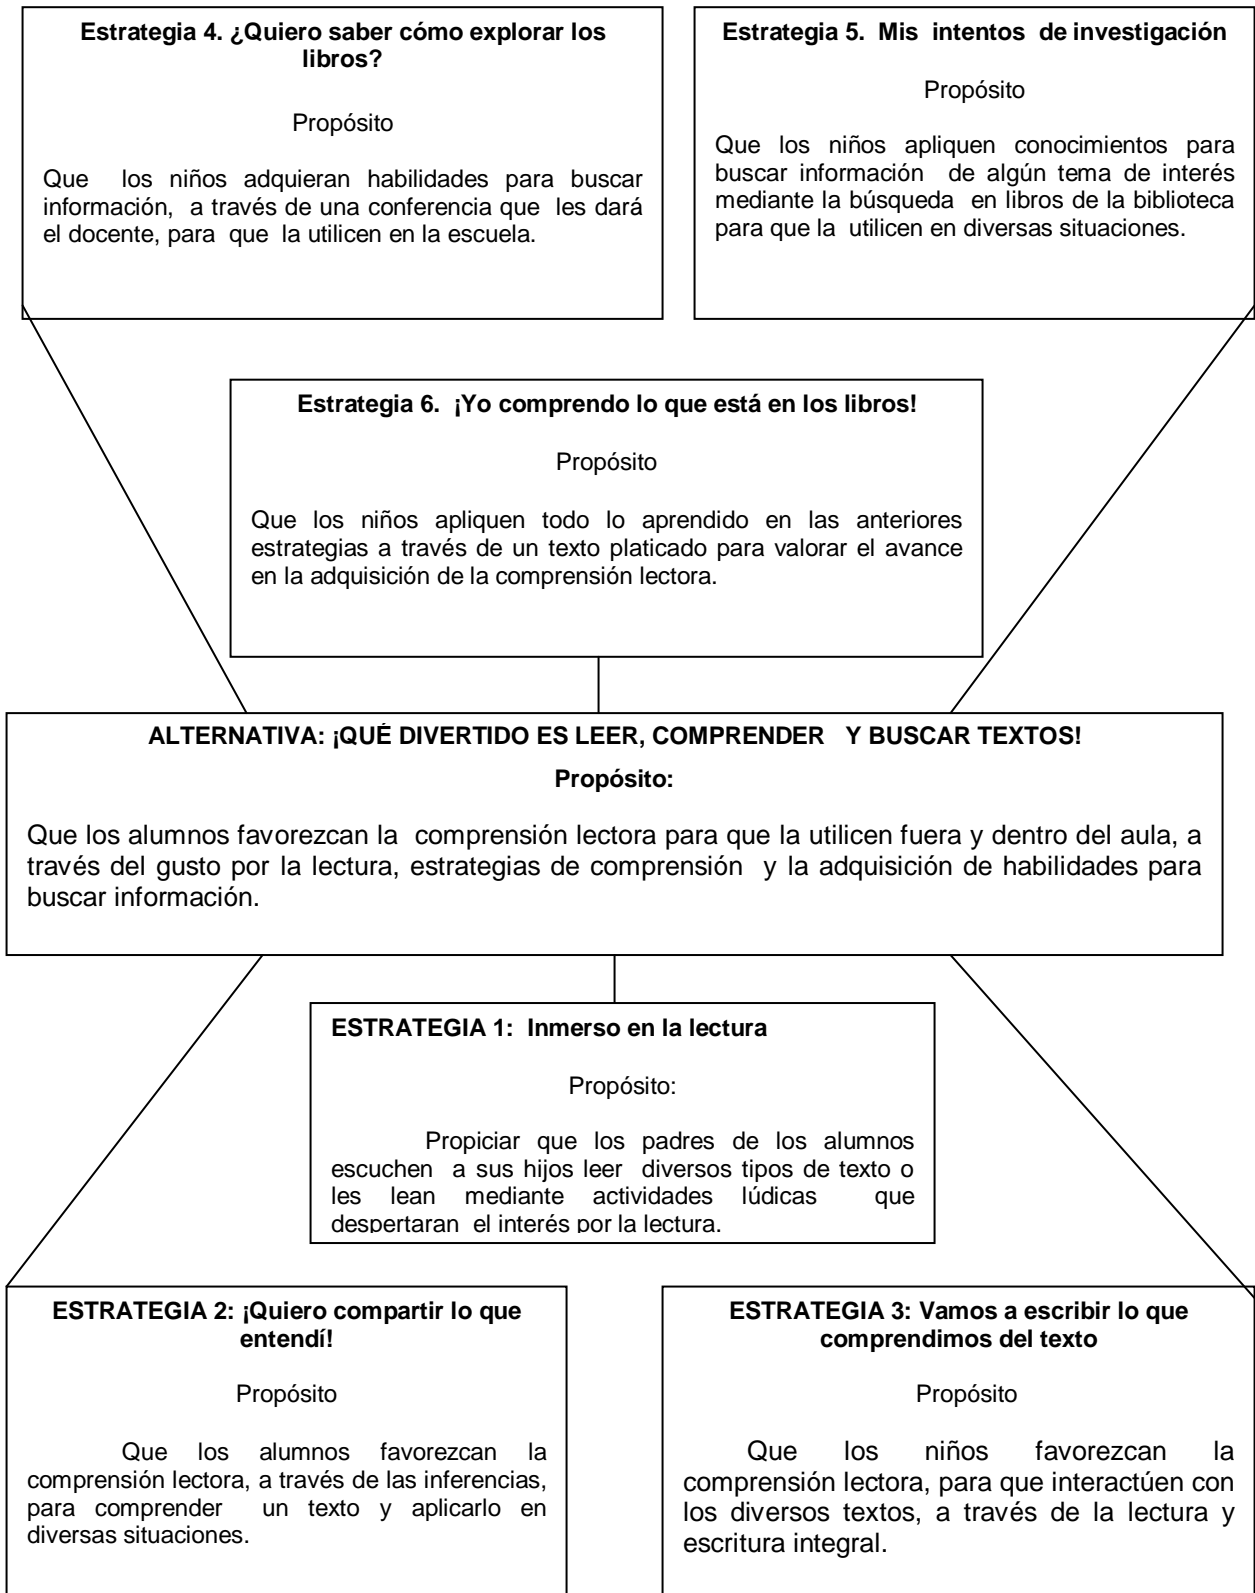 Estrategia 4. ¿Quiero saber cómo explorar los
libros?
Propósito
Que los niños adquieran habilidades para buscar
información, a través de una conferencia que les dará
el docente, para que la utilicen en la escuela.
Estrategia 5. Mis intentos de investigación
Propósito
Que los niños apliquen conocimientos para
buscar información de algún tema de interés
mediante la búsqueda en libros de la biblioteca
para que la utilicen en diversas situaciones.
Estrategia 6. ¡Yo comprendo lo que está en los libros!
Propósito
Que los niños apliquen todo lo aprendido en las anteriores
estrategias a través de un texto platicado para valorar el avance
en la adquisición de la comprensión lectora.
ALTERNATIVA: ¡QUÉ DIVERTIDO ES LEER, COMPRENDER Y BUSCAR TEXTOS!
Propósito:
Que los alumnos favorezcan la comprensión lectora para que la utilicen fuera y dentro del aula, a
través del gusto por la lectura, estrategias de comprensión y la adquisición de habilidades para
buscar información.
ESTRATEGIA 1: Inmerso en la lectura
Propósito:
Propiciar que los padres de los alumnos
escuchen a sus hijos leer diversos tipos de texto o
les lean mediante actividades lúdicas que
despertaran el interés por la lectura.
ESTRATEGIA 2: ¡Quiero compartir lo que
entendí!
Propósito
Que los alumnos favorezcan la
comprensión lectora, a través de las inferencias,
para comprender un texto y aplicarlo en
diversas situaciones.
ESTRATEGIA 3: Vamos a escribir lo que
comprendimos del texto
Propósito
Que los niños favorezcan la
comprensión lectora, para que interactúen con
los diversos textos, a través de la lectura y
escritura integral.